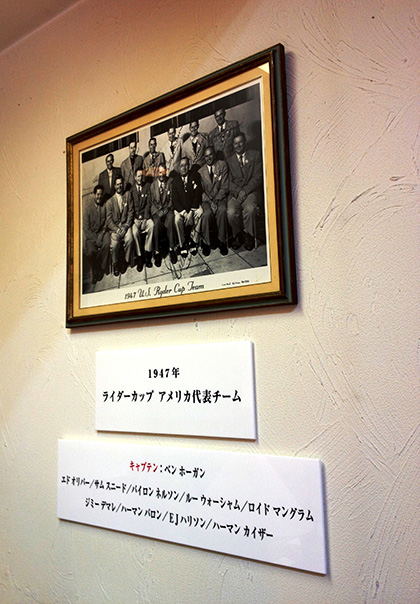 1947 U.S. Ryder Cup Team
1947年
ライダーカップ アメリカ代表チーム
キャプテン：ベン ホーガン
エド オリバー／サム スニード／バイロン ネルソン／ルー ウォーシャム／ロイド マングラム
ジミー デマレ／ハーマン バロン／E J ハリソン／ハーマン カイザー